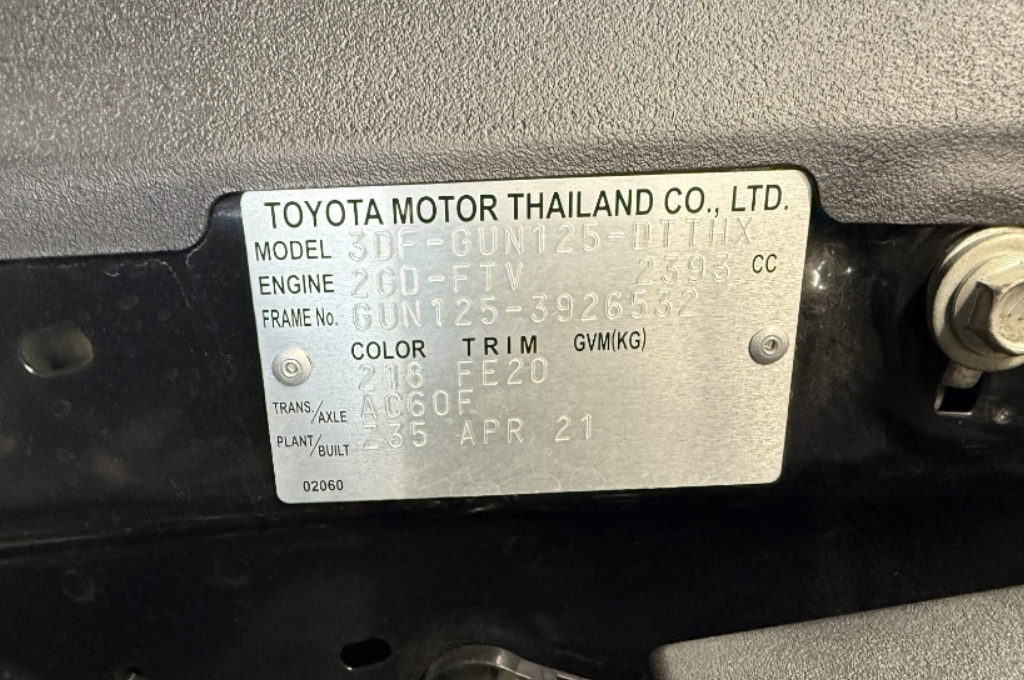 TOYOTA MOTOR THAILAND CO., LTD.
MODEL 3DF-GUN125-DTTHX
ENGINE 2GD-FTV 2393 CC
FRAME No. GUN125-3926532
COLOR TRIM GVM(KG)
218 FE20
TRANS./AXLE AC60F
PLANT/BUILT Z35 APR 21
02060